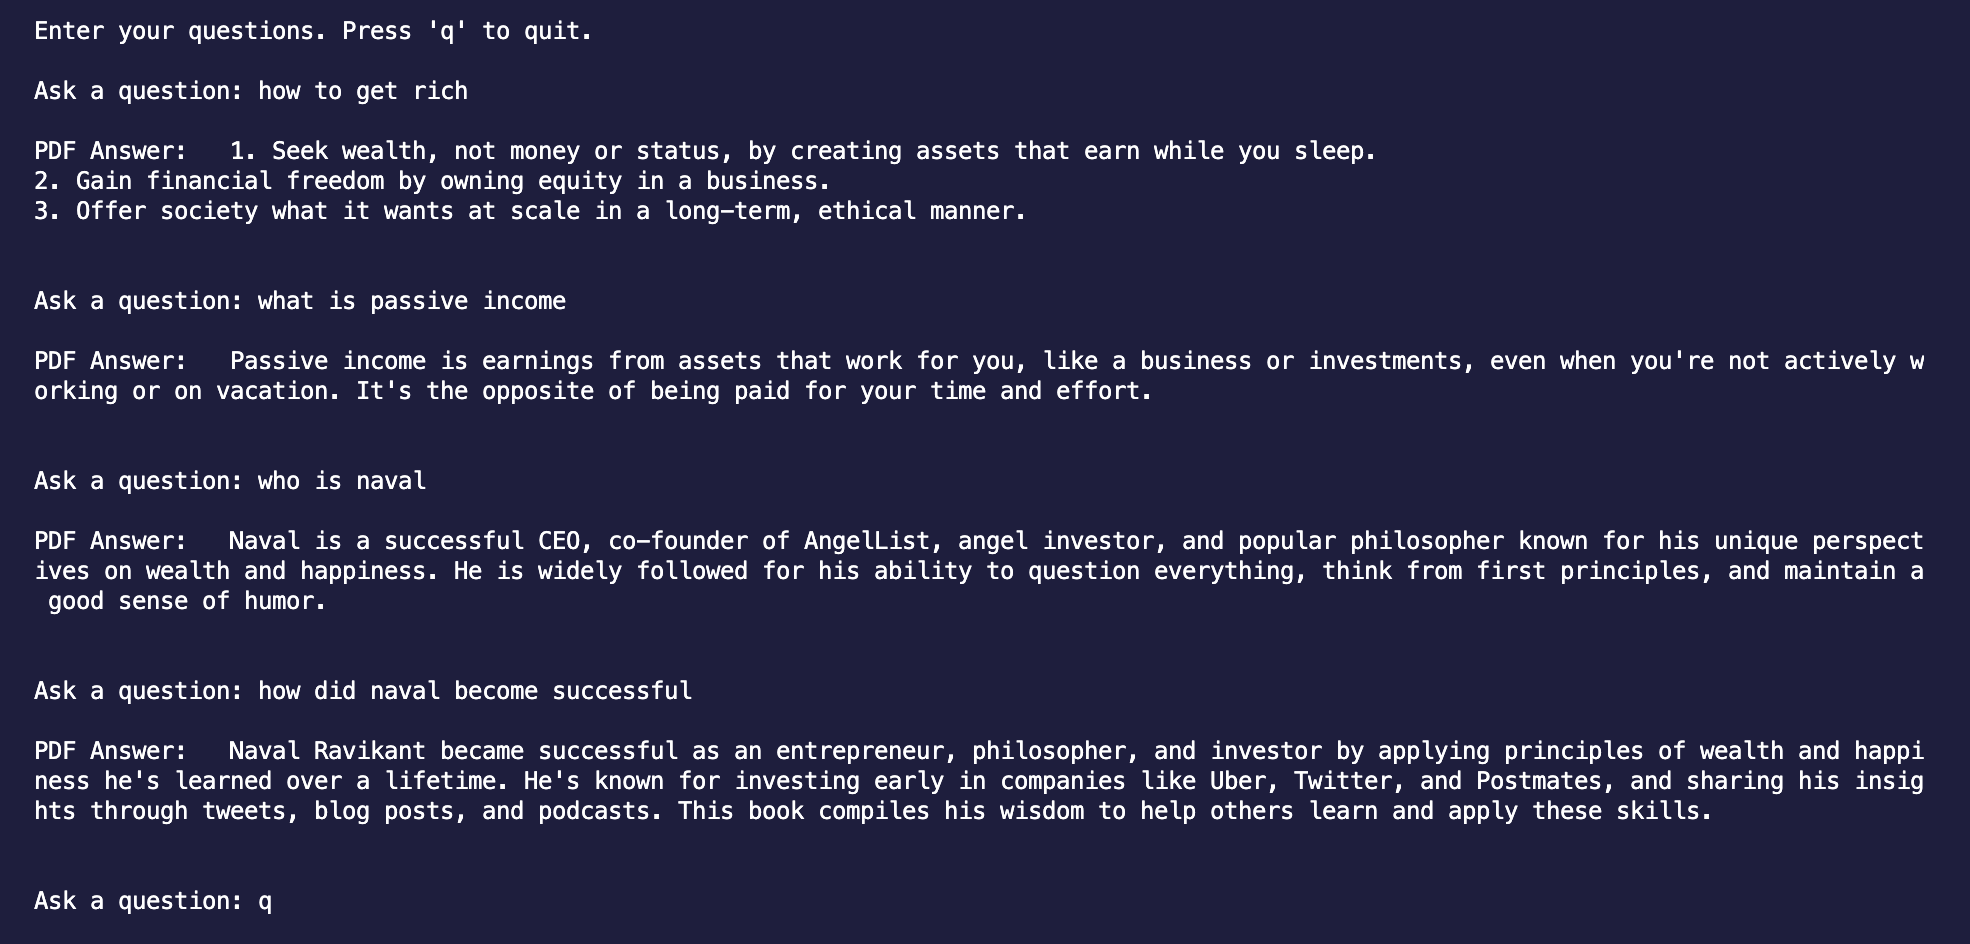 Enter your questions. Press 'q' to quit.
Ask a question: how to get rich
PDF Answer:   1. Seek wealth, not money or status, by creating assets that earn while you sleep.
2. Gain financial freedom by owning equity in a business.
3. Offer society what it wants at scale in a long-term, ethical manner.
Ask a question: what is passive income
PDF Answer:   Passive income is earnings from assets that work for you, like a business or investments, even when you're not actively w
orking or on vacation. It's the opposite of being paid for your time and effort.
Ask a question: who is naval
PDF Answer:   Naval is a successful CEO, co-founder of AngelList, angel investor, and popular philosopher known for his unique perspect
ives on wealth and happiness. He is widely followed for his ability to question everything, think from first principles, and maintain a
 good sense of humor.
Ask a question: how did naval become successful
PDF Answer:   Naval Ravikant became successful as an entrepreneur, philosopher, and investor by applying principles of wealth and happi
ness he's learned over a lifetime. He's known for investing early in companies like Uber, Twitter, and Postmates, and sharing his insig
hts through tweets, blog posts, and podcasts. This book compiles his wisdom to help others learn and apply these skills.
Ask a question: q